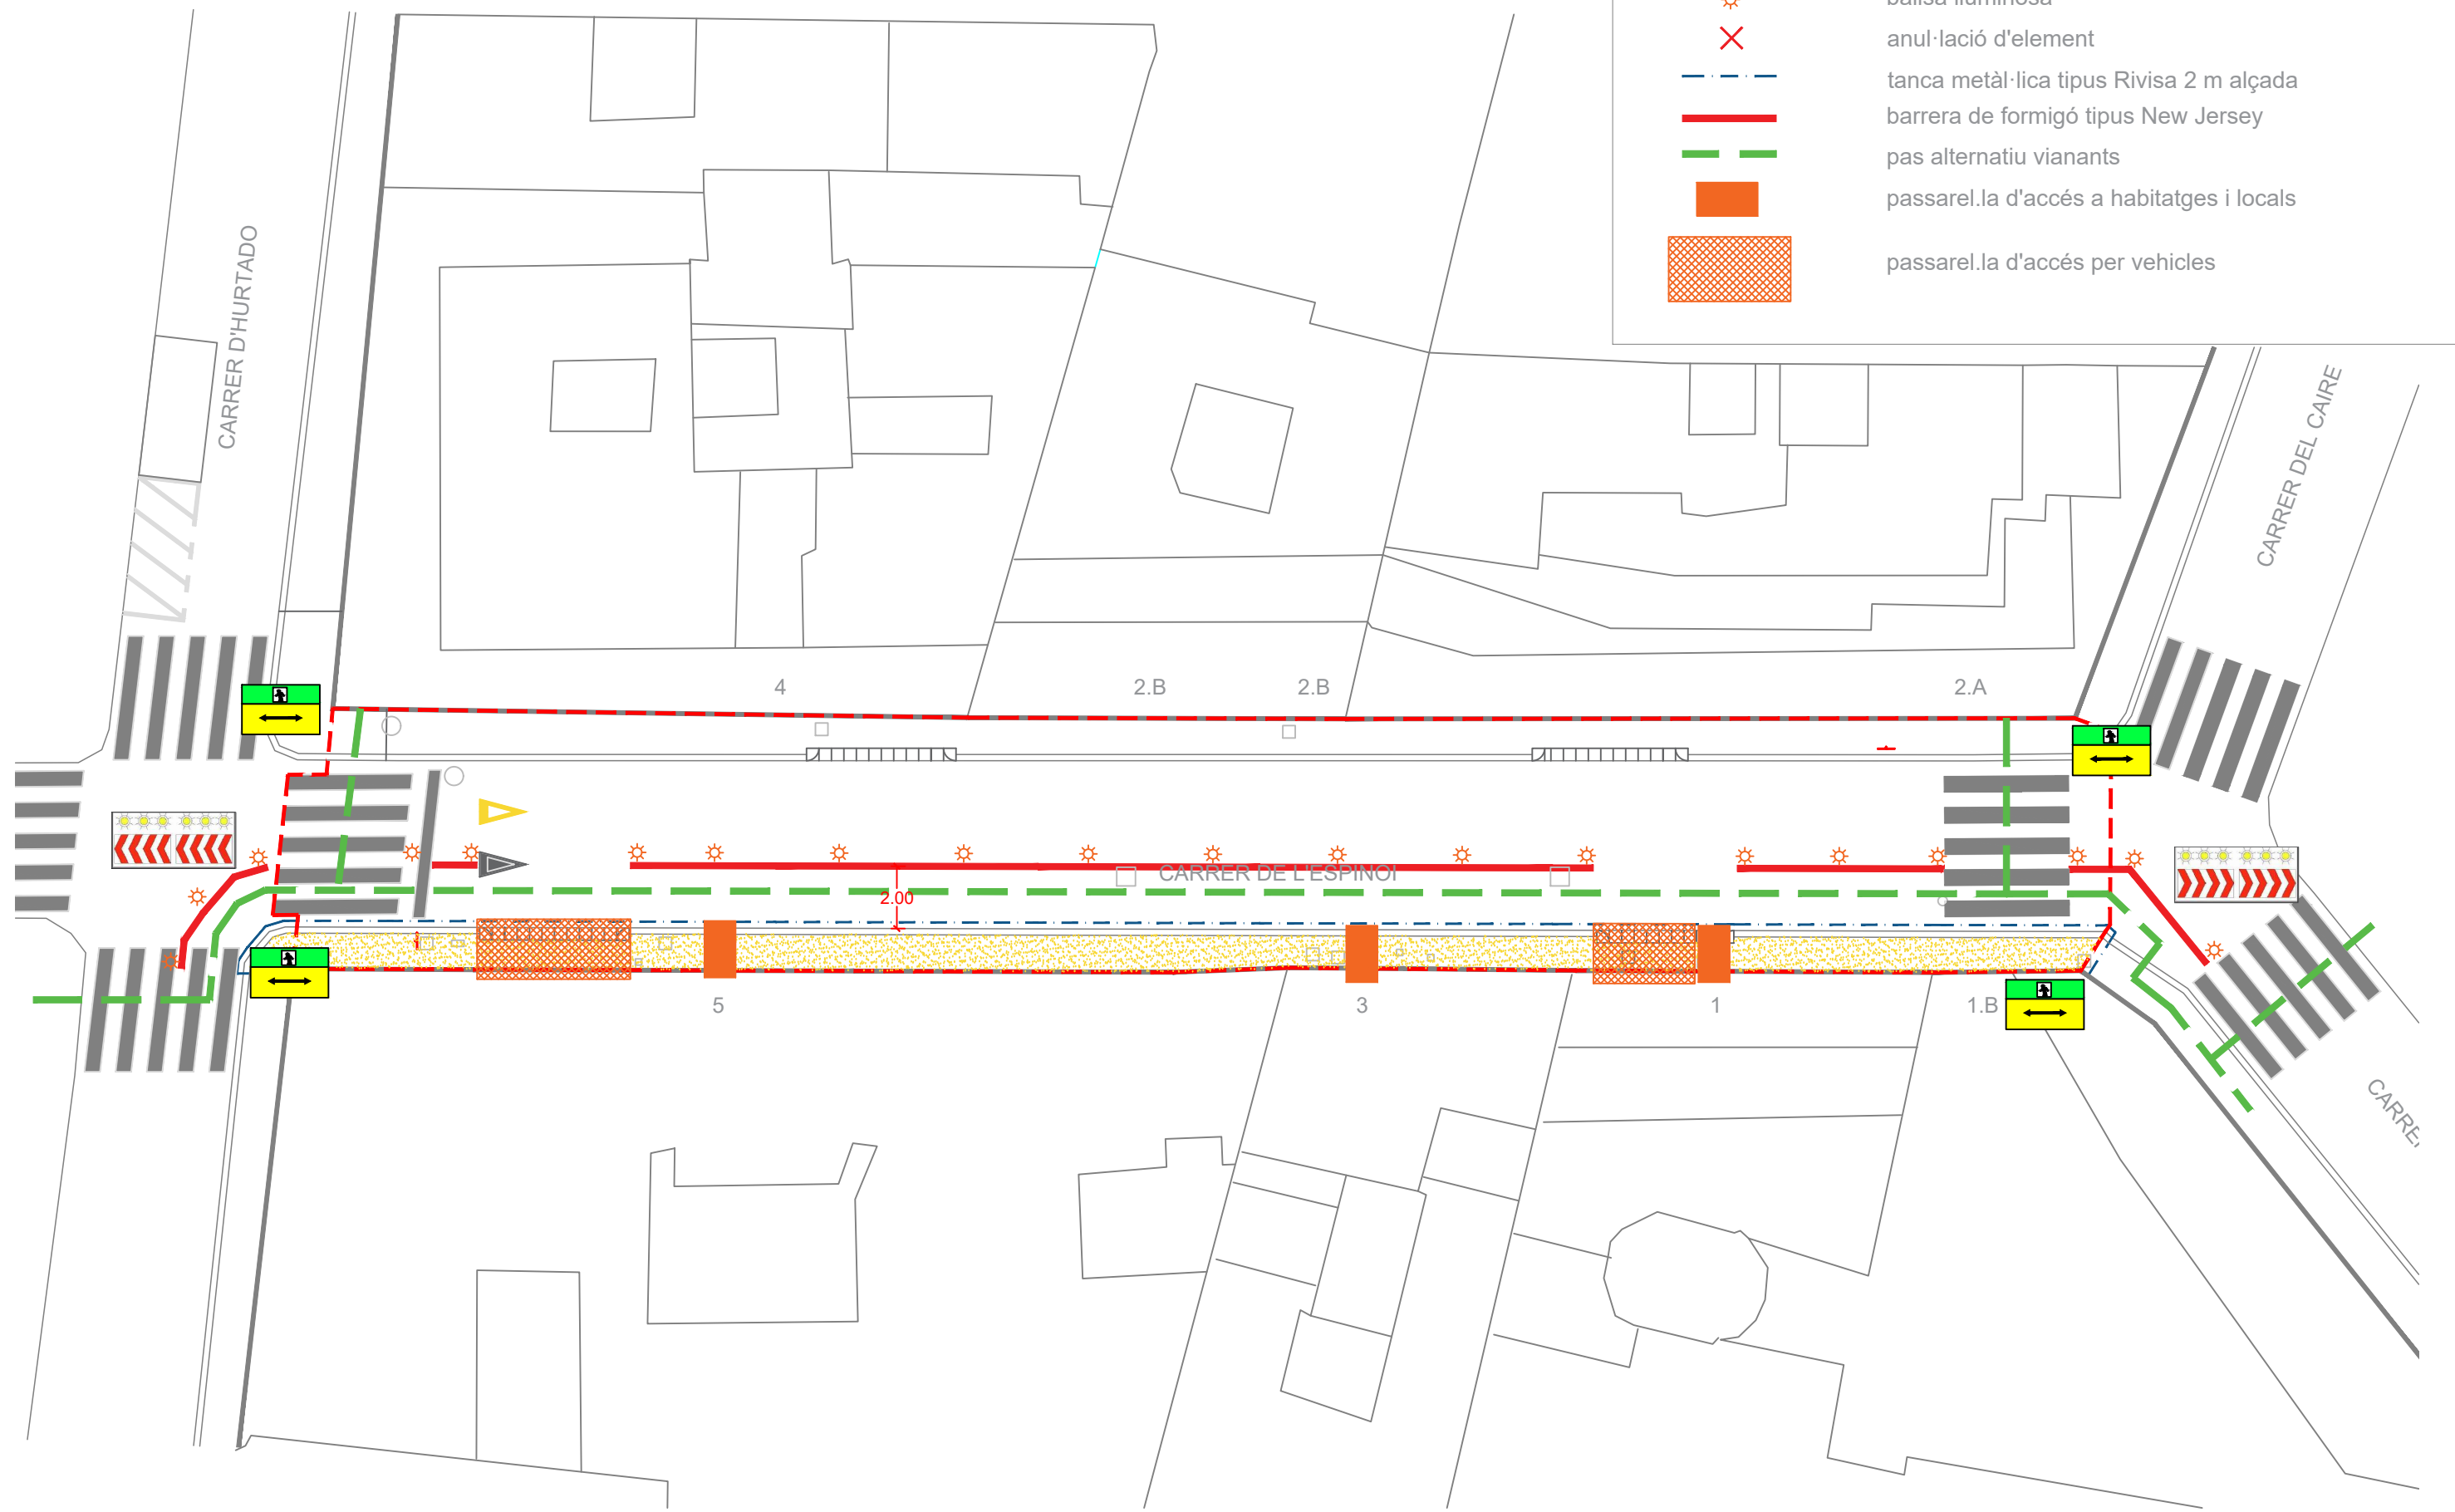 balisa lluminosa
anul·lació d'element
tanca metàl·lica tipus Rivisa 2 m alçada
barrera de formigó tipus New Jersey
pas alternatiu vianants
passarel.la d'accés a habitatges i locals
passarel.la d'accés per vehicles
CARRER D'HURTADO
CARRER DEL CAIRE
4
2.B
2.B
2.A
CARRER DE L'ESPINOI
2.00
5
3
1
1.B
CARRE